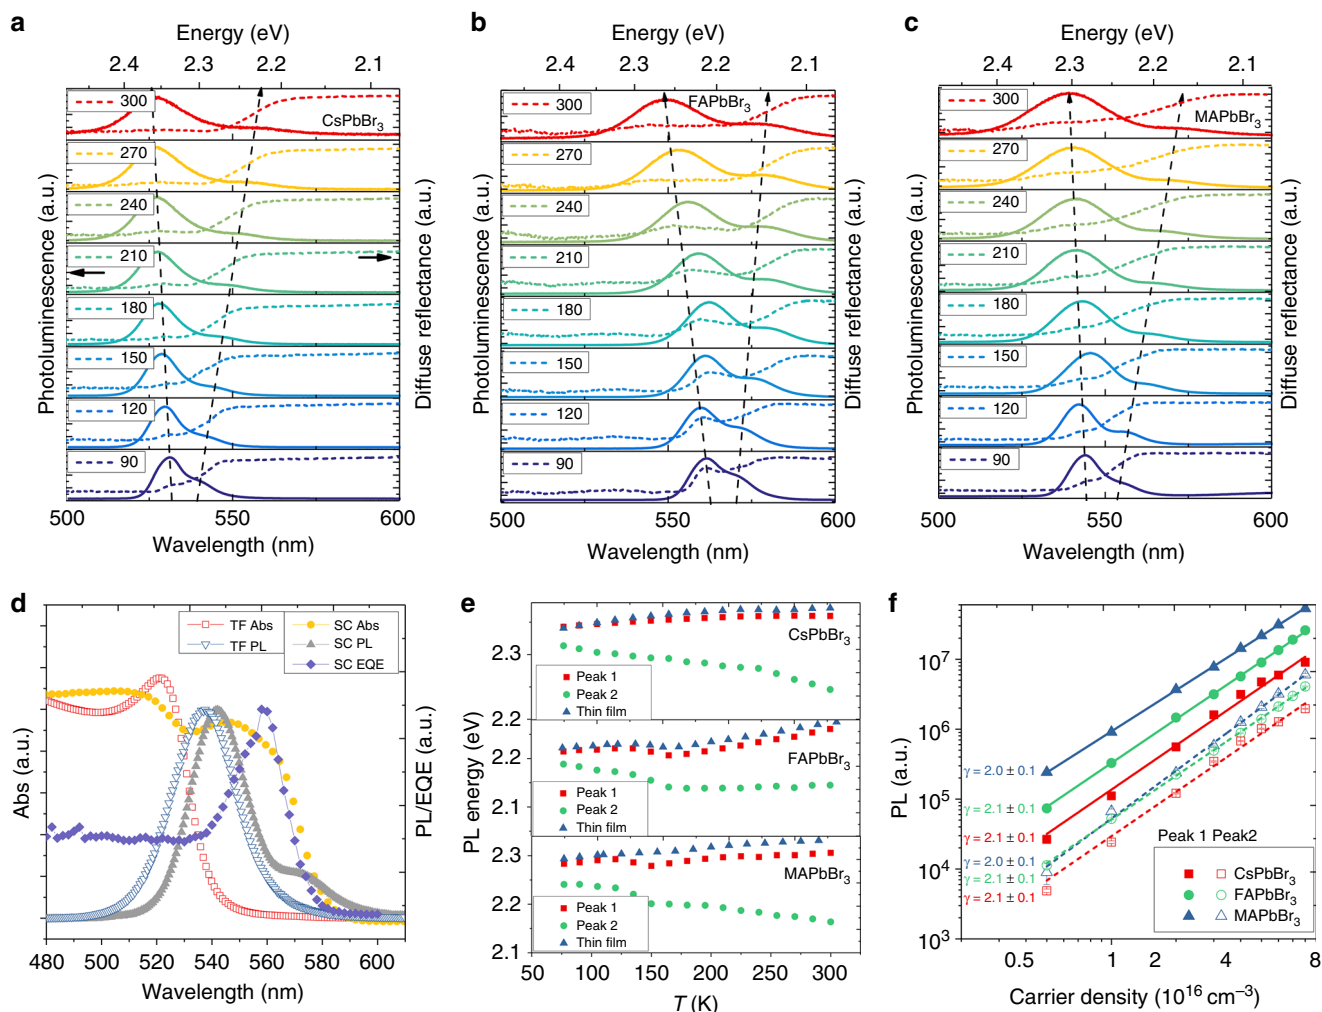 a
Energy (eV)
2.4 2.3 2.2 2.1
300
CsPbBr3
270
240
210
180
150
120
90
500 550 600
Wavelength (nm)
Photoluminescence (a.u.)
Diffuse reflectance (a.u.)
b
Energy (eV)
2.4 2.3 2.2 2.1
300
FAPbBr3
270
240
210
180
150
120
90
500 550 600
Wavelength (nm)
Photoluminescence (a.u.)
Diffuse reflectance (a.u.)
c
Energy (eV)
2.4 2.3 2.2 2.1
300
MAPbBr3
270
240
210
180
150
120
90
500 550 600
Wavelength (nm)
Photoluminescence (a.u.)
Diffuse reflectance (a.u.)
d
TF Abs
TF PL
SC Abs
SC PL
SC EQE
Abs (a.u.)
PL/EQE (a.u.)
480 500 520 540 560 580 600
Wavelength (nm)
e
CsPbBr3
2.3
Peak 1
Peak 2
Thin film
2.2
2.2
FAPbBr3
Peak 1
Peak 2
Thin film
2.1
2.3
MAPbBr3
2.2
Peak 1
Peak 2
Thin film
2.1
PL energy (eV)
50 100 150 200 250 300
T (K)
f
10^7
10^6
10^5
10^4
10^3
PL (a.u.)
γ = 2.0 ± 0.1
γ = 2.1 ± 0.1
γ = 2.1 ± 0.1
γ = 2.0 ± 0.1
γ = 2.1 ± 0.1
γ = 2.1 ± 0.1
Peak 1 Peak2
CsPbBr3
FAPbBr3
MAPbBr3
0.5 1 2 4 8
Carrier density (10^16 cm^−3)